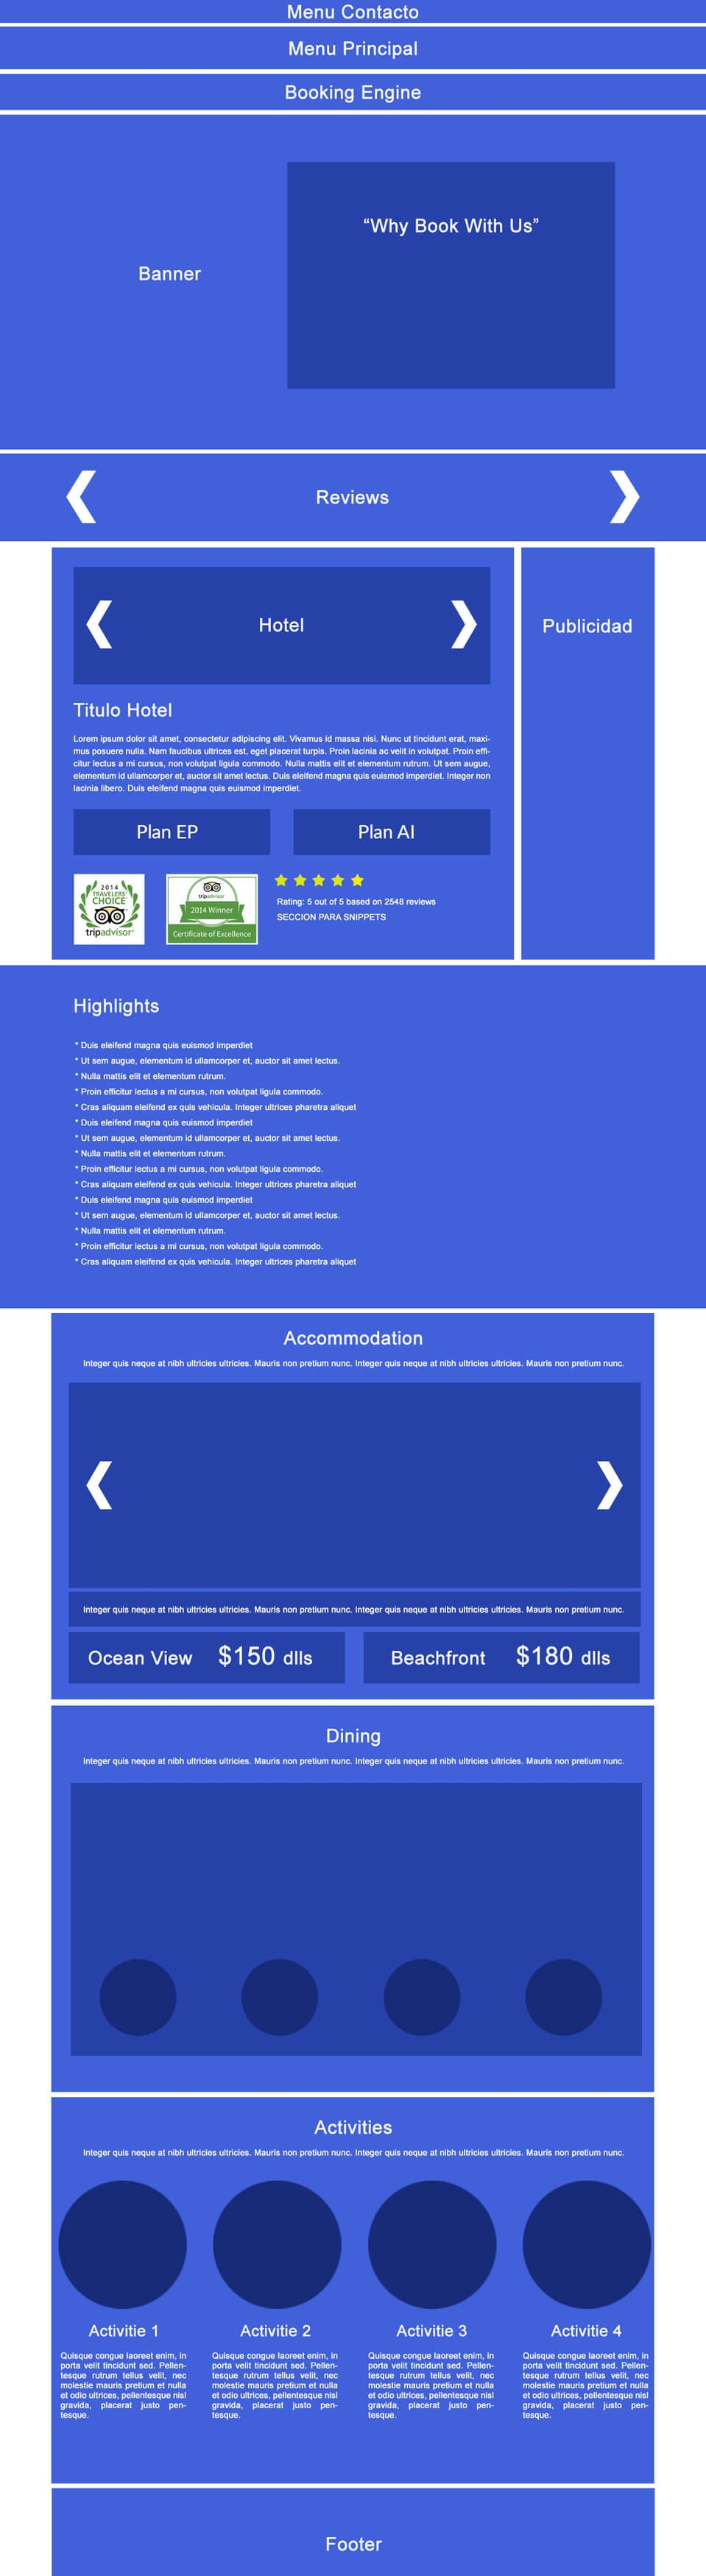 Menu Contacto
Menu Principal
Booking Engine
“Why Book With Us”
Banner
Reviews
Hotel
Publicidad
Titulo Hotel
Lorem ipsum dolor sit amet, consectetur adipiscing elit. Vivamus id massa nisi. Nunc ut tincidunt erat, maxi-
mus posuere nulla. Nam faucibus ultrices est, eget placerat turpis. Proin lacinia ac velit in volutpat. Proin effi-
citur lectus a mi cursus, non volutpat ligula commodo. Nulla mattis elit et elementum rutrum. Ut sem augue,
elementum id ullamcorper et, auctor sit amet lectus. Duis eleifend magna quis euismod imperdiet. Integer non
lacinia libero. Duis eleifend magna quis euismod imperdiet.
Plan EP
Plan AI
2014
TRAVELERS'
CHOICE
tripadvisor
tripadvisor
2014 Winner
Certificate of Excellence
Rating: 5 out of 5 based on 2548 reviews
SECCION PARA SNIPPETS
Highlights
* Duis eleifend magna quis euismod imperdiet
* Ut sem augue, elementum id ullamcorper et, auctor sit amet lectus.
* Nulla mattis elit et elementum rutrum.
* Proin efficitur lectus a mi cursus, non volutpat ligula commodo.
* Cras aliquam eleifend ex quis vehicula. Integer ultrices pharetra aliquet
* Duis eleifend magna quis euismod imperdiet
* Ut sem augue, elementum id ullamcorper et, auctor sit amet lectus.
* Nulla mattis elit et elementum rutrum.
* Proin efficitur lectus a mi cursus, non volutpat ligula commodo.
* Cras aliquam eleifend ex quis vehicula. Integer ultrices pharetra aliquet
* Duis eleifend magna quis euismod imperdiet
* Ut sem augue, elementum id ullamcorper et, auctor sit amet lectus.
* Nulla mattis elit et elementum rutrum.
* Proin efficitur lectus a mi cursus, non volutpat ligula commodo.
* Cras aliquam eleifend ex quis vehicula. Integer ultrices pharetra aliquet
Accommodation
Integer quis neque at nibh ultricies ultricies. Mauris non pretium nunc. Integer quis neque at nibh ultricies ultricies. Mauris non pretium nunc.
Integer quis neque at nibh ultricies ultricies. Mauris non pretium nunc. Integer quis neque at nibh ultricies ultricies. Mauris non pretium nunc.
Ocean View $150 dlls
Beachfront $180 dlls
Dining
Integer quis neque at nibh ultricies ultricies. Mauris non pretium nunc. Integer quis neque at nibh ultricies ultricies. Mauris non pretium nunc.
Activities
Integer quis neque at nibh ultricies ultricies. Mauris non pretium nunc. Integer quis neque at nibh ultricies ultricies. Mauris non pretium nunc.
Activitie 1
Quisque congue laoreet enim, in
porta velit tincidunt sed. Pellen-
tesque rutrum tellus velit, nec
molestie mauris pretium et nulla
et odio ultrices, pellentesque nisl
gravida, placerat justo pen-
tesque.
Activitie 2
Quisque congue laoreet enim, in
porta velit tincidunt sed. Pellen-
tesque rutrum tellus velit, nec
molestie mauris pretium et nulla
et odio ultrices, pellentesque nisl
gravida, placerat justo pen-
tesque.
Activitie 3
Quisque congue laoreet enim, in
porta velit tincidunt sed. Pellen-
tesque rutrum tellus velit, nec
molestie mauris pretium et nulla
et odio ultrices, pellentesque nisl
gravida, placerat justo pen-
tesque.
Activitie 4
Quisque congue laoreet enim, in
porta velit tincidunt sed. Pellen-
tesque rutrum tellus velit, nec
molestie mauris pretium et nulla
et odio ultrices, pellentesque nisl
gravida, placerat justo pen-
tesque.
Footer